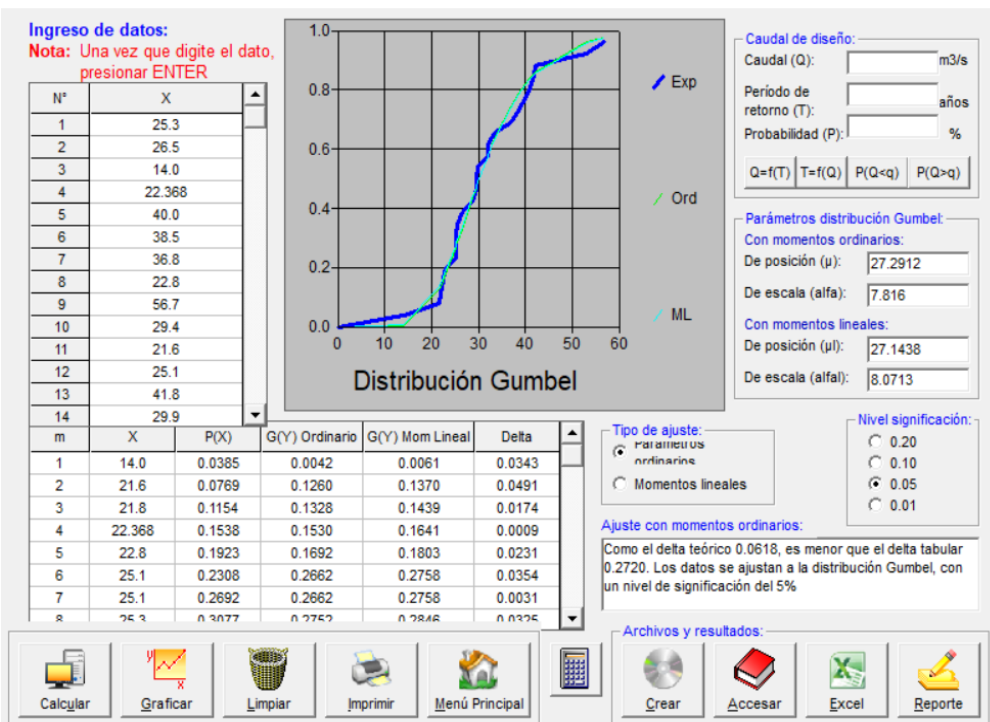 Ingreso de datos:
Nota: Una vez que digite el dato,
presionar ENTER
N° X
1 25.3
2 26.5
3 14.0
4 22.368
5 40.0
6 38.5
7 36.8
8 22.8
9 56.7
10 29.4
11 21.6
12 25.1
13 41.8
14 29.9
1.0
0.8
0.6
0.4
0.2
0.0
0 10 20 30 40 50 60
Exp
Ord
ML
Distribución Gumbel
Caudal de diseño:
Caudal (Q): m3/s
Período de
retorno (T): años
Probabilidad (P): %
Q=f(T) T=f(Q) P(Q<q) P(Q>q)
Parámetros distribución Gumbel:
Con momentos ordinarios:
De posición (µ): 27.2912
De escala (alfa): 7.816
Con momentos lineales:
De posición (µl): 27.1438
De escala (alfal): 8.0713
m X P(X) G(Y) Ordinario G(Y) Mom Lineal Delta
1 14.0 0.0385 0.0042 0.0061 0.0343
2 21.6 0.0769 0.1260 0.1370 0.0491
3 21.8 0.1154 0.1328 0.1439 0.0174
4 22.368 0.1538 0.1530 0.1641 0.0009
5 22.8 0.1923 0.1692 0.1803 0.0231
6 25.1 0.2308 0.2662 0.2758 0.0354
7 25.1 0.2692 0.2662 0.2758 0.0031
8 25.3 0.3077 0.2752 0.2846 0.0325
Tipo de ajuste:
Parámetros
ordinarios
Momentos lineales
Nivel significación:
0.20
0.10
0.05
0.01
Ajuste con momentos ordinarios:
Como el delta teórico 0.0618, es menor que el delta tabular
0.2720. Los datos se ajustan a la distribución Gumbel, con
un nivel de significación del 5%
Calcular Graficar Limpiar Imprimir Menú Principal
Archivos y resultados:
Crear Accesar Excel Reporte